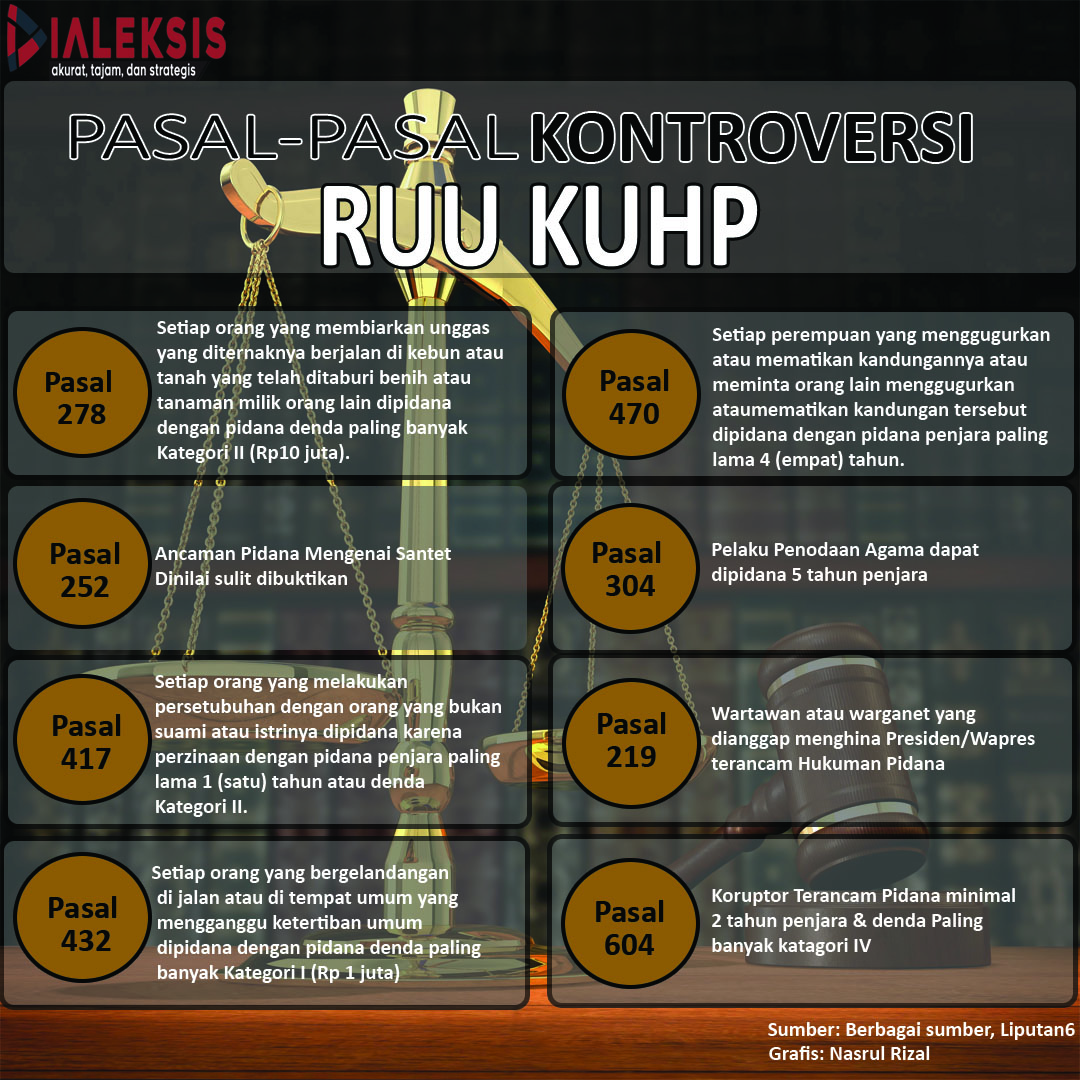 DIALEKSIS
akurat, tajam, dan strategis
PASAL-PASAL KONTROVERSI
RUU KUHP
Pasal
278
Setiap orang yang membiarkan unggas
yang diternaknya berjalan di kebun atau
tanah yang telah ditaburi benih atau
tanaman milik orang lain dipidana
dengan pidana denda paling banyak
Kategori II (Rp10 juta).
Pasal
470
Setiap perempuan yang menggugurkan
atau mematikan kandungannya atau
meminta orang lain menggugurkan
ataumematikan kandungan tersebut
dipidana dengan pidana penjara paling
lama 4 (empat) tahun.
Pasal
252
Ancaman Pidana Mengenai Santet
Dinilai sulit dibuktikan
Pasal
304
Pelaku Penodaan Agama dapat
dipidana 5 tahun penjara
Pasal
417
Setiap orang yang melakukan
persetubuhan dengan orang yang bukan
suami atau istrinya dipidana karena
perzinaan dengan pidana penjara paling
lama 1 (satu) tahun atau denda
Kategori II.
Pasal
219
Wartawan atau warganet yang
dianggap menghina Presiden/Wapres
terancam Hukuman Pidana
Pasal
432
Setiap orang yang bergelandangan
di jalan atau di tempat umum yang
mengganggu ketertiban umum
dipidana dengan pidana denda paling
banyak Kategori I (Rp 1 juta)
Pasal
604
Koruptor Terancam Pidana minimal
2 tahun penjara & denda Paling
banyak katagori IV
Sumber: Berbagai sumber, Liputan6
Grafis: Nasrul Rizal